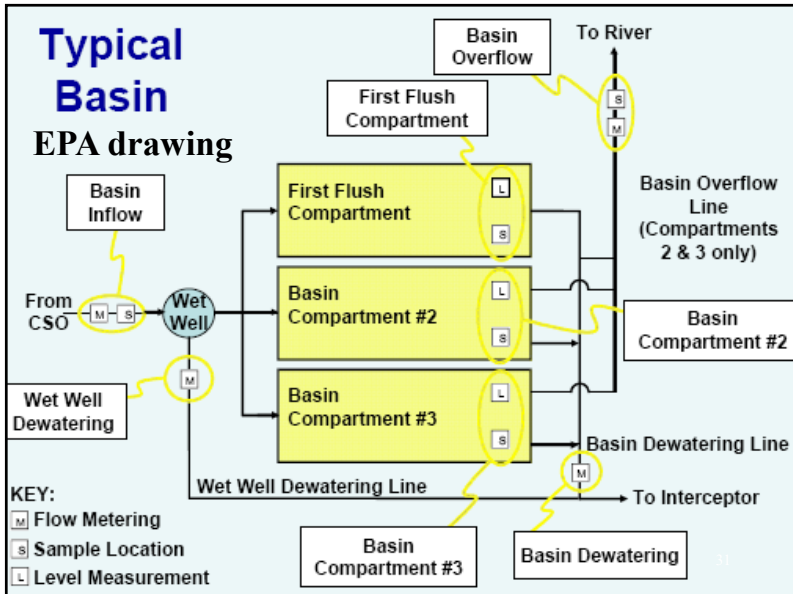 Typical
Basin
EPA drawing
Basin
Overflow
To River
First Flush
Compartment
S
M
Basin
Inflow
First Flush
Compartment
L
S
Basin Overflow
Line
(Compartments
2 & 3 only)
From
CSO
M
S
Wet
Well
Basin
Compartment #2
L
S
Basin
Compartment #2
Wet Well
Dewatering
M
Basin
Compartment #3
L
S
Basin Dewatering Line
M
Wet Well Dewatering Line
To Interceptor
KEY:
M Flow Metering
S Sample Location
L Level Measurement
Basin
Compartment #3
Basin Dewatering
31